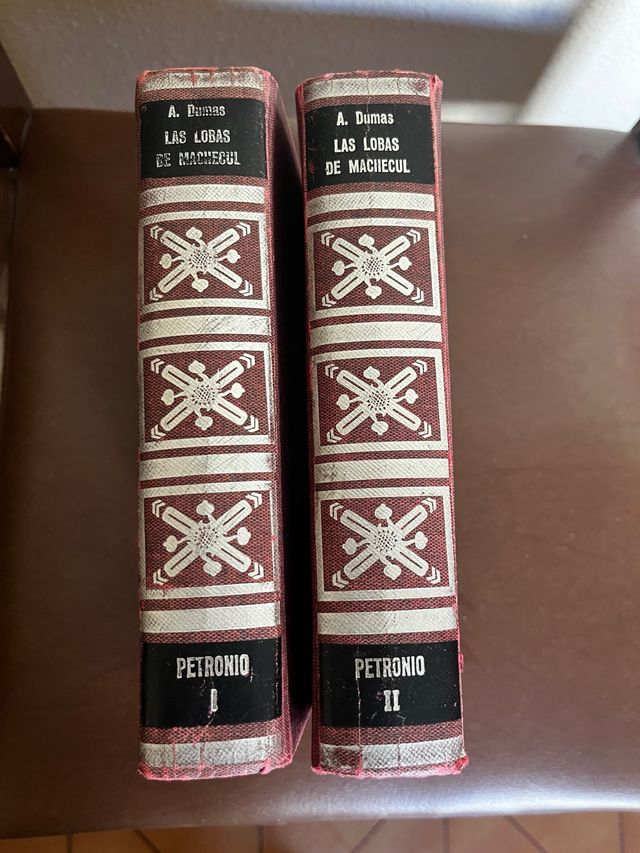 A. Dumas
LAS LOBAS
DE MACHECUL
PETRONIO
I
A. Dumas
LAS LOBAS
DE MACHECUL
PETRONIO
II